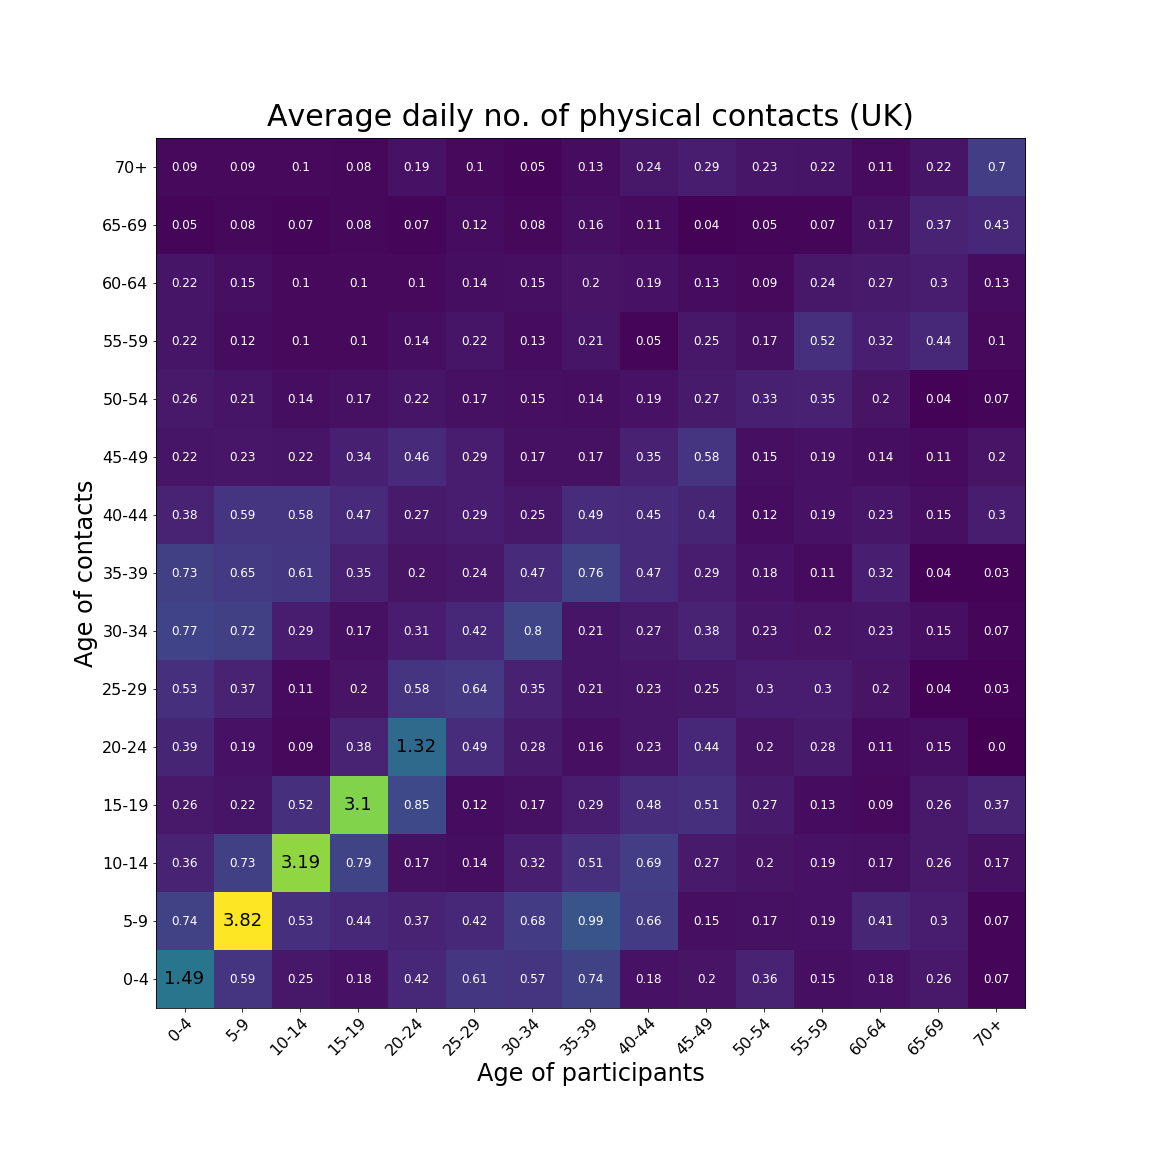 Average daily no. of physical contacts (UK)
70+ 0.09 0.09 0.1 0.08 0.19 0.1 0.05 0.13 0.24 0.29 0.23 0.22 0.11 0.22 0.7
65-69 0.05 0.08 0.07 0.08 0.07 0.12 0.08 0.16 0.11 0.04 0.05 0.07 0.17 0.37 0.43
60-64 0.22 0.15 0.1 0.1 0.1 0.14 0.15 0.2 0.19 0.13 0.09 0.24 0.27 0.3 0.13
55-59 0.22 0.12 0.1 0.1 0.14 0.22 0.13 0.21 0.05 0.25 0.17 0.52 0.32 0.44 0.1
50-54 0.26 0.21 0.14 0.17 0.22 0.17 0.15 0.14 0.19 0.27 0.33 0.35 0.2 0.04 0.07
45-49 0.22 0.23 0.22 0.34 0.46 0.29 0.17 0.17 0.35 0.58 0.15 0.19 0.14 0.11 0.2
40-44 0.38 0.59 0.58 0.47 0.27 0.29 0.25 0.49 0.45 0.4 0.12 0.19 0.23 0.15 0.3
35-39 0.73 0.65 0.61 0.35 0.2 0.24 0.47 0.76 0.47 0.29 0.18 0.11 0.32 0.04 0.03
30-34 0.77 0.72 0.29 0.17 0.31 0.42 0.8 0.21 0.27 0.38 0.23 0.2 0.23 0.15 0.07
25-29 0.53 0.37 0.11 0.2 0.58 0.64 0.35 0.21 0.23 0.25 0.3 0.3 0.2 0.04 0.03
20-24 0.39 0.19 0.09 0.38 1.32 0.49 0.28 0.16 0.23 0.44 0.2 0.28 0.11 0.15 0.0
15-19 0.26 0.22 0.52 3.1 0.85 0.12 0.17 0.29 0.48 0.51 0.27 0.13 0.09 0.26 0.37
10-14 0.36 0.73 3.19 0.79 0.17 0.14 0.32 0.51 0.69 0.27 0.2 0.19 0.17 0.26 0.17
5-9 0.74 3.82 0.53 0.44 0.37 0.42 0.68 0.99 0.66 0.15 0.17 0.19 0.41 0.3 0.07
0-4 1.49 0.59 0.25 0.18 0.42 0.61 0.57 0.74 0.18 0.2 0.36 0.15 0.18 0.26 0.07
Age of contacts
0-4 5-9 10-14 15-19 20-24 25-29 30-34 35-39 40-44 45-49 50-54 55-59 60-64 65-69 70+
Age of participants